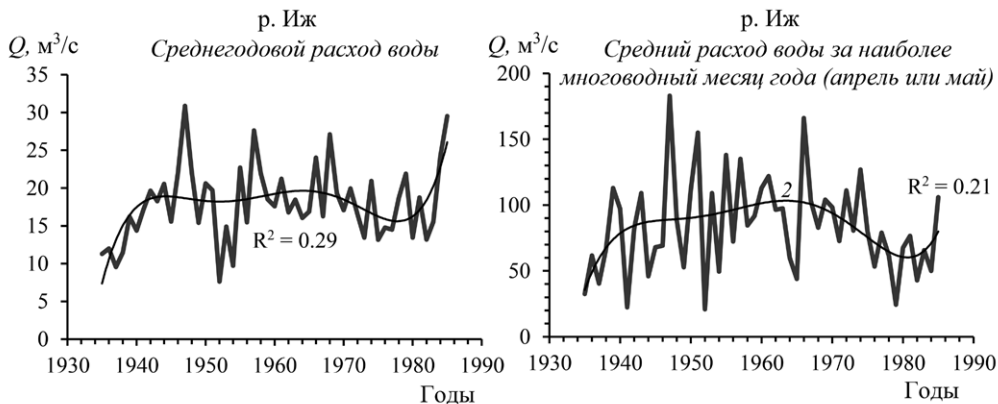 р. Иж
Q, м³/с
Среднегодовой расход воды
35
30
25
20
15
10
5
0
R² = 0.29
1930 1940 1950 1960 1970 1980 1990
Годы
р. Иж
Q, м³/с
Средний расход воды за наиболее
многоводный месяц года (апрель или май)
200
150
100
50
0
2
R² = 0.21
1930 1940 1950 1960 1970 1980 1990
Годы